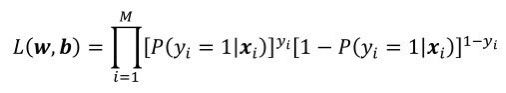 L(w, b) = ∏_{i=1}^{M} [P(y_i = 1|x_i)]^{y_i} [1 − P(y_i = 1|x_i)]^{1−y_i}